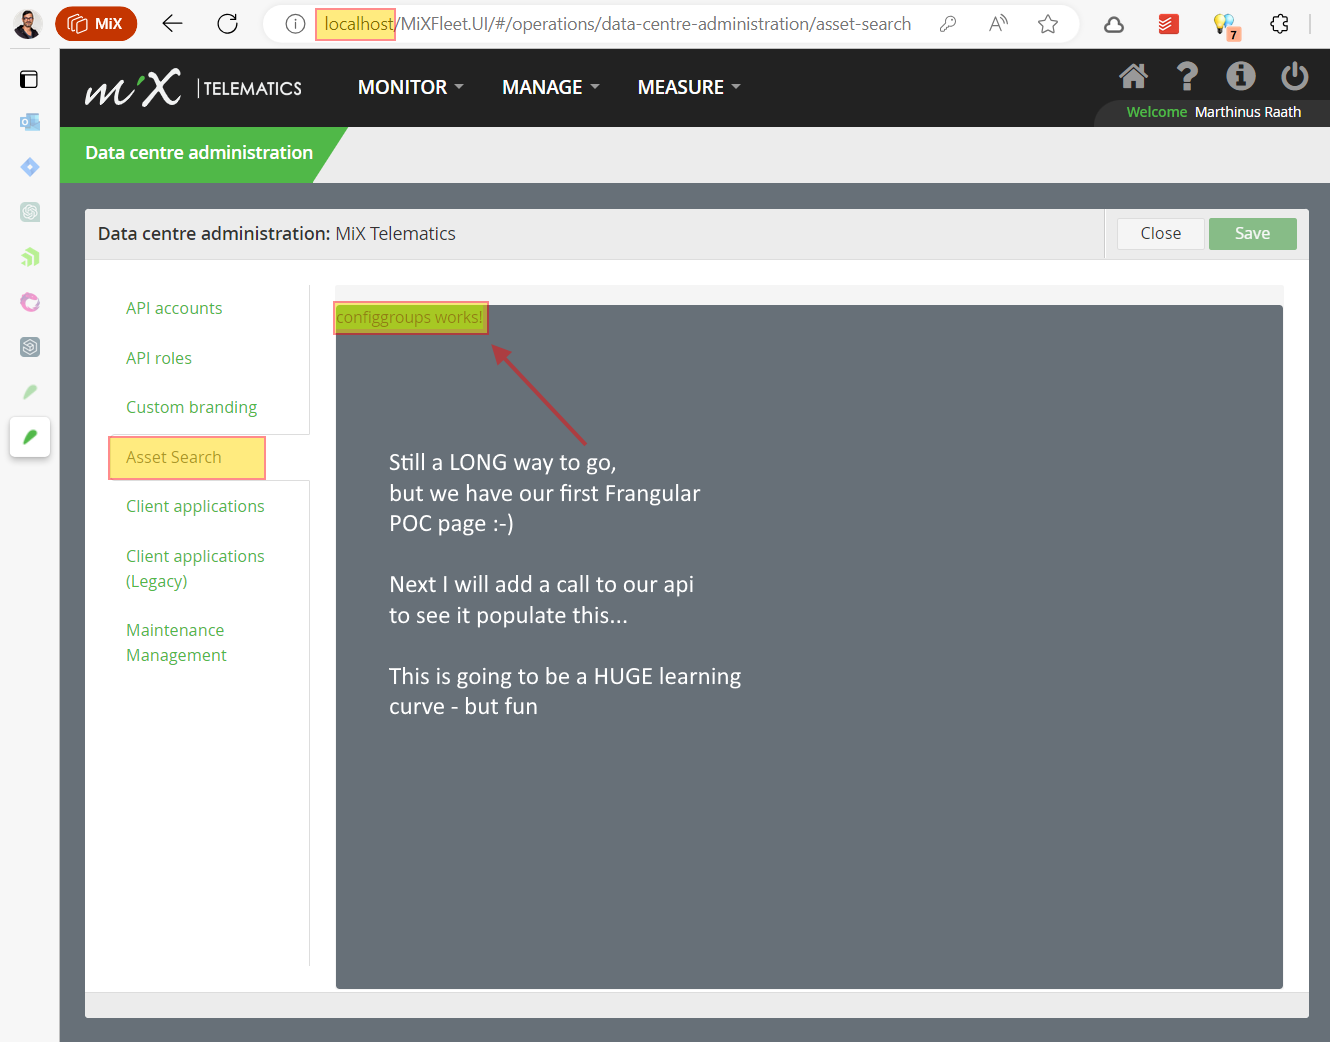 MiX
localhost/MiXFleet.UI/#/operations/data-centre-administration/asset-search
7
miX TELEMATICS
MONITOR
MANAGE
MEASURE
Welcome Marthinus Raath
Data centre administration
Data centre administration: MiX Telematics
Close
Save
API accounts
API roles
Custom branding
Asset Search
Client applications
Client applications
(Legacy)
Maintenance
Management
configgroups works!
Still a LONG way to go,
but we have our first Frangular
POC page :-)
Next I will add a call to our api
to see it populate this...
This is going to be a HUGE learning
curve - but fun